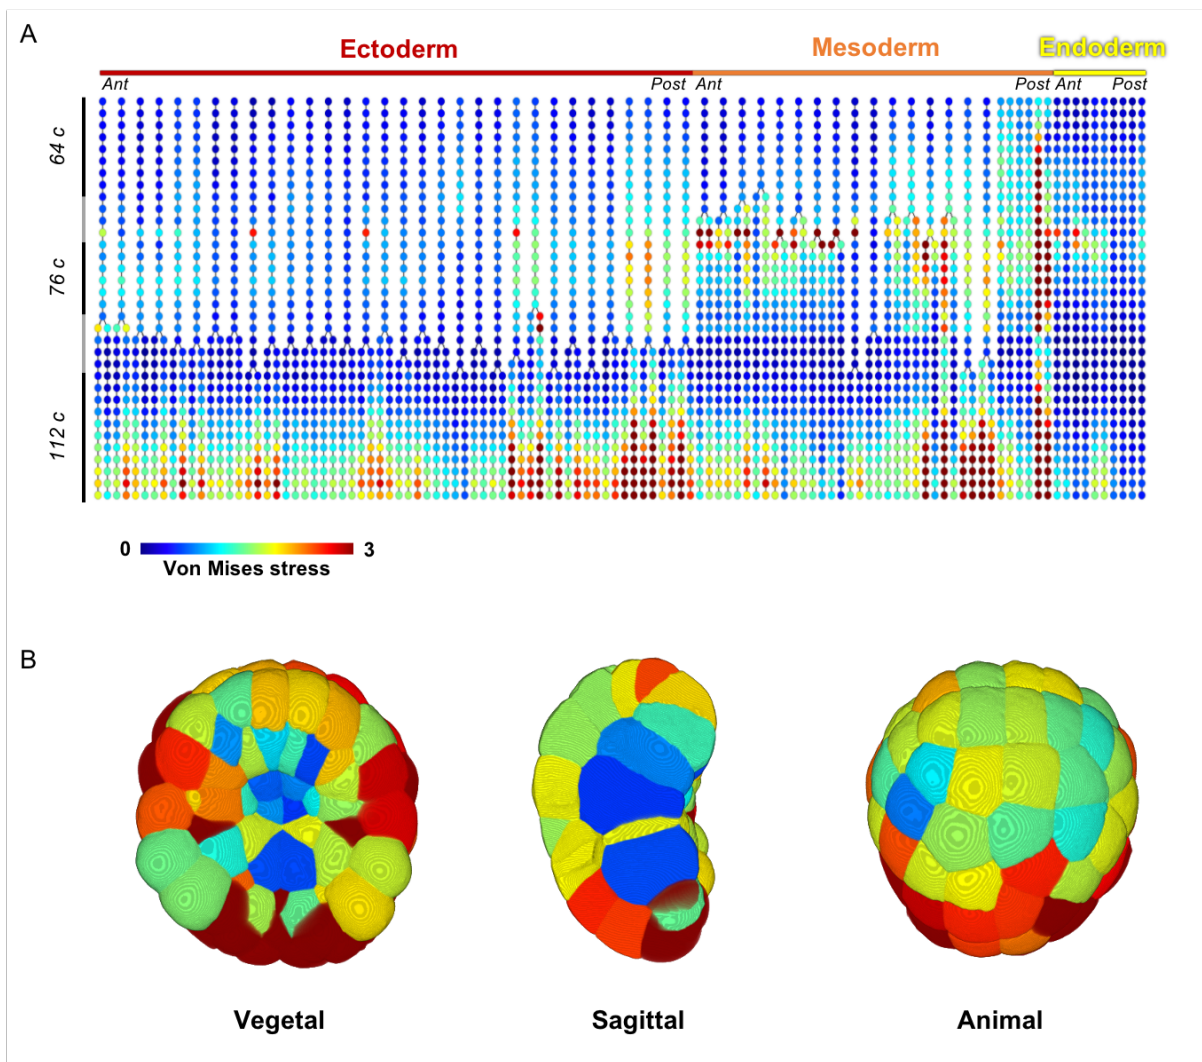 A
Ectoderm Mesoderm Endoderm
Ant Post Ant Post Ant Post
64 c
76 c
112 c
0 3
Von Mises stress
B
Vegetal Sagittal Animal